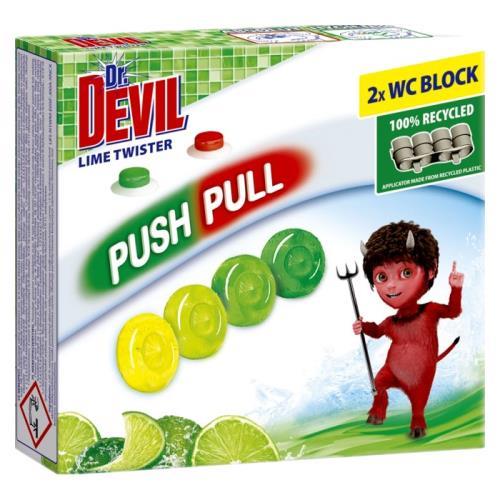 Dr.
DEVIL
LIME TWISTER
2x WC BLOCK
100% RECYCLED
APPLICATOR MADE FROM RECYCLED PLASTIC
PUSH PULL